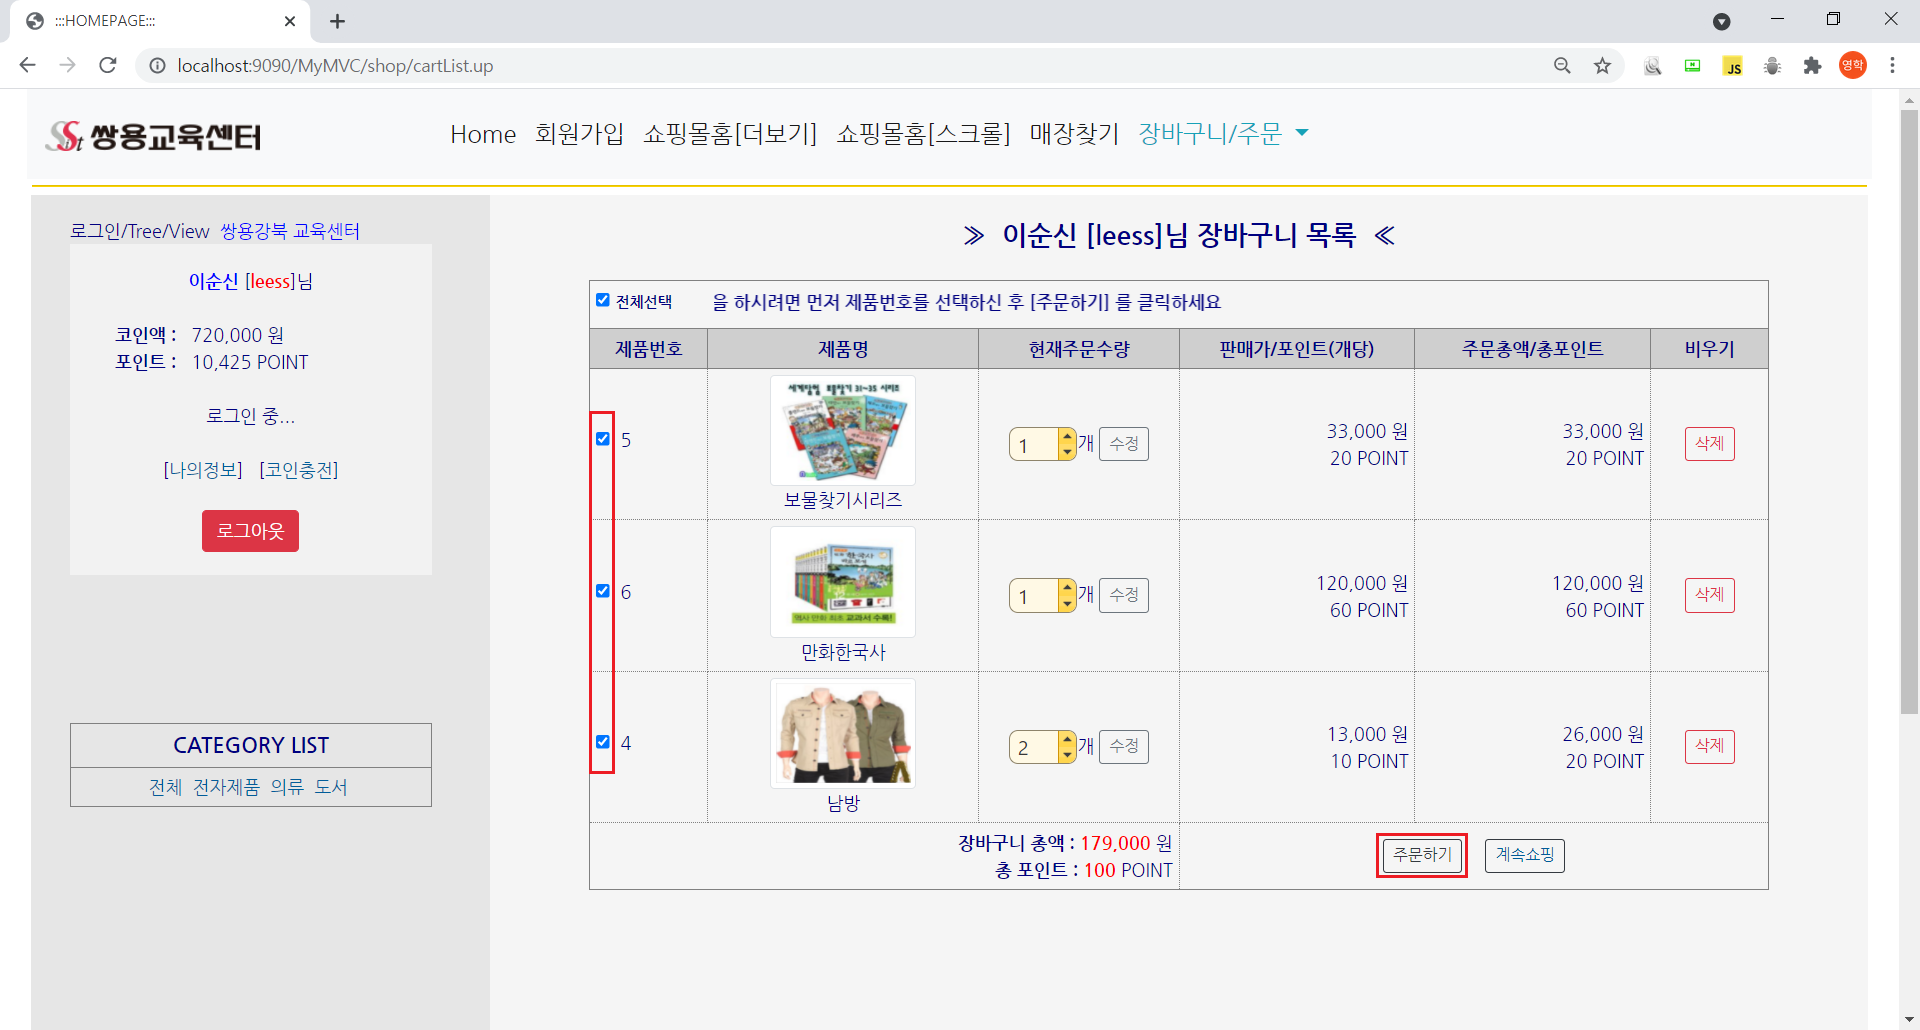 :::HOMEPAGE:::
localhost:9090/MyMVC/shop/cartList.up
JS
영학
쌍용교육센터
Home 회원가입 쇼핑몰홈[더보기] 쇼핑몰홈[스크롤] 매장찾기 장바구니/주문
로그인/Tree/View 쌍용강북 교육센터
이순신 [leess]님
코인액 : 720,000 원
포인트 : 10,425 POINT
로그인 중...
[나의정보] [코인충전]
로그아웃
CATEGORY LIST
전체 전자제품 의류 도서
≫ 이순신 [leess]님 장바구니 목록 ≪
전체선택 을 하시려면 먼저 제품번호를 선택하신 후 [주문하기] 를 클릭하세요
제품번호 제품명 현재주문수량 판매가/포인트(개당) 주문총액/총포인트 비우기
5 보물찾기시리즈 1 개 수정 33,000 원 33,000 원 삭제
20 POINT 20 POINT
6 만화한국사 1 개 수정 120,000 원 120,000 원 삭제
60 POINT 60 POINT
4 남방 2 개 수정 13,000 원 26,000 원 삭제
10 POINT 20 POINT
장바구니 총액 : 179,000 원
총 포인트 : 100 POINT
주문하기 계속쇼핑